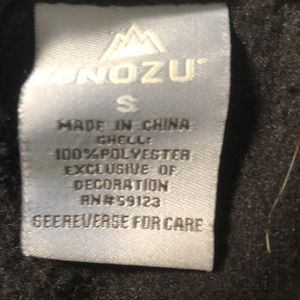 SNOZU
S
MADE IN CHINA
SHELL:
100%POLYESTER
EXCLUSIVE OF
DECORATION
RN#59123
SEE REVERSE FOR CARE